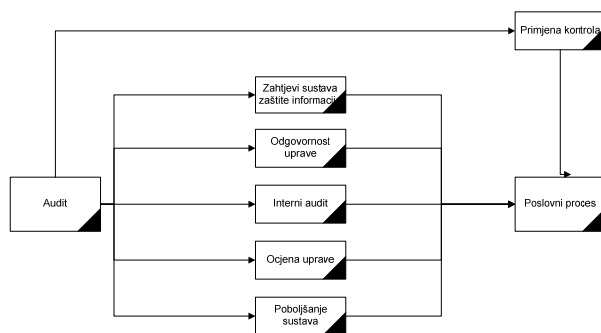 Primjena kontrola
Zahtjevi sustava
zaštite informacij
Odgovornost
uprave
Audit
Interni audit
Poslovni proces
Ocjena uprave
Poboljšanje
sustava